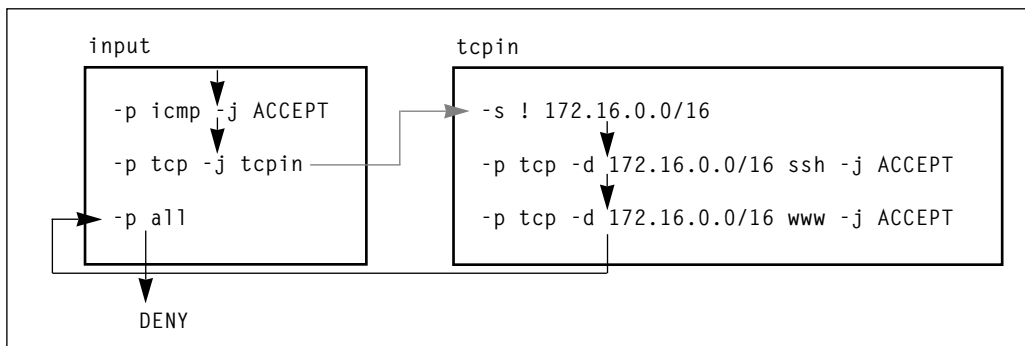 input
-p icmp -j ACCEPT
-p tcp -j tcpin
-p all
DENY
tcpin
-s ! 172.16.0.0/16
-p tcp -d 172.16.0.0/16 ssh -j ACCEPT
-p tcp -d 172.16.0.0/16 www -j ACCEPT